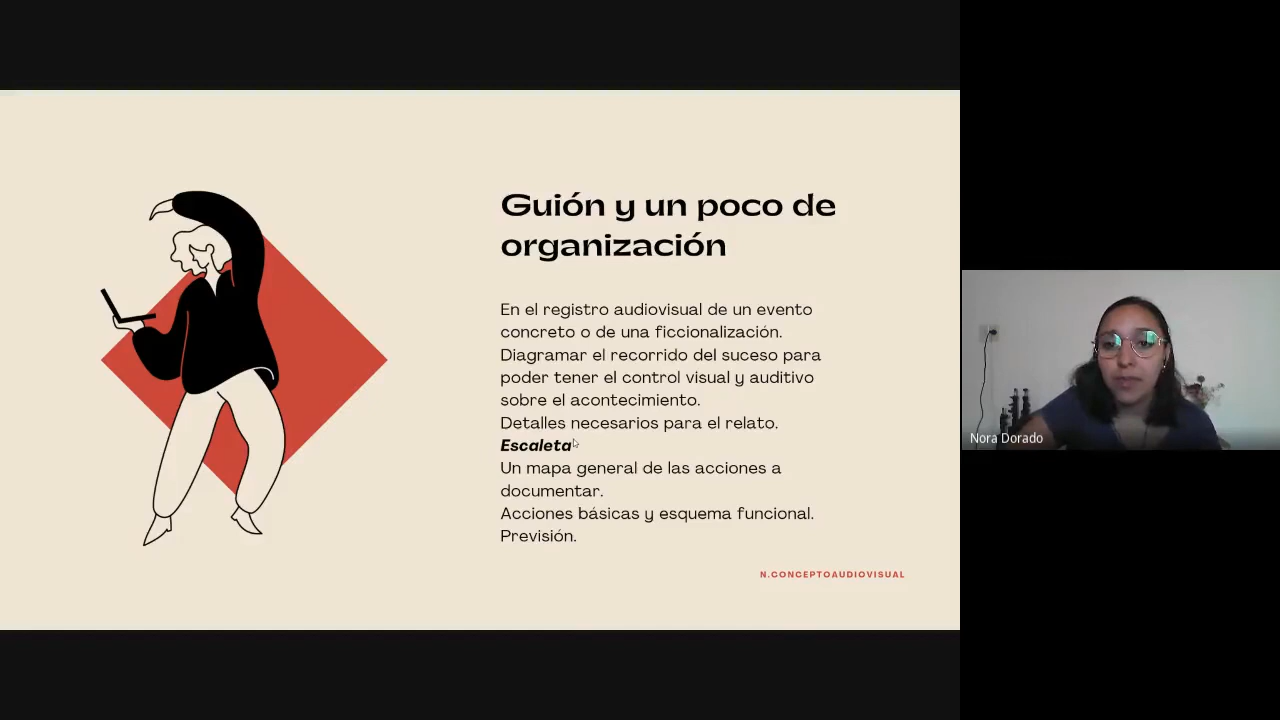 Guión y un poco de
organización
En el registro audiovisual de un evento
concreto o de una ficcionalización.
Diagramar el recorrido del suceso para
poder tener el control visual y auditivo
sobre el acontecimiento.
Detalles necesarios para el relato.
Escaleta
Un mapa general de las acciones a
documentar.
Acciones básicas y esquema funcional.
Previsión.
N.CONCEPTOAUDIOVISUAL
Nora Dorado